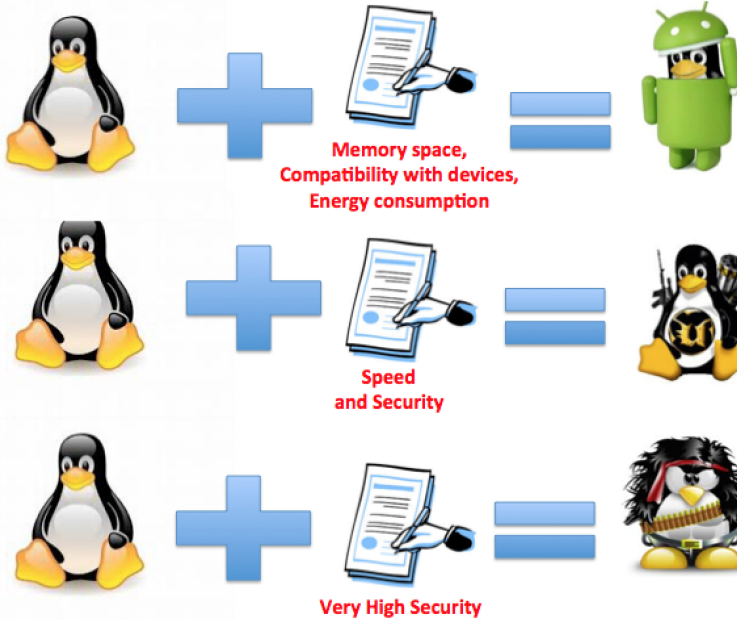 Memory space,
Compatibility with devices,
Energy consumption
Speed
and Security
Very High Security